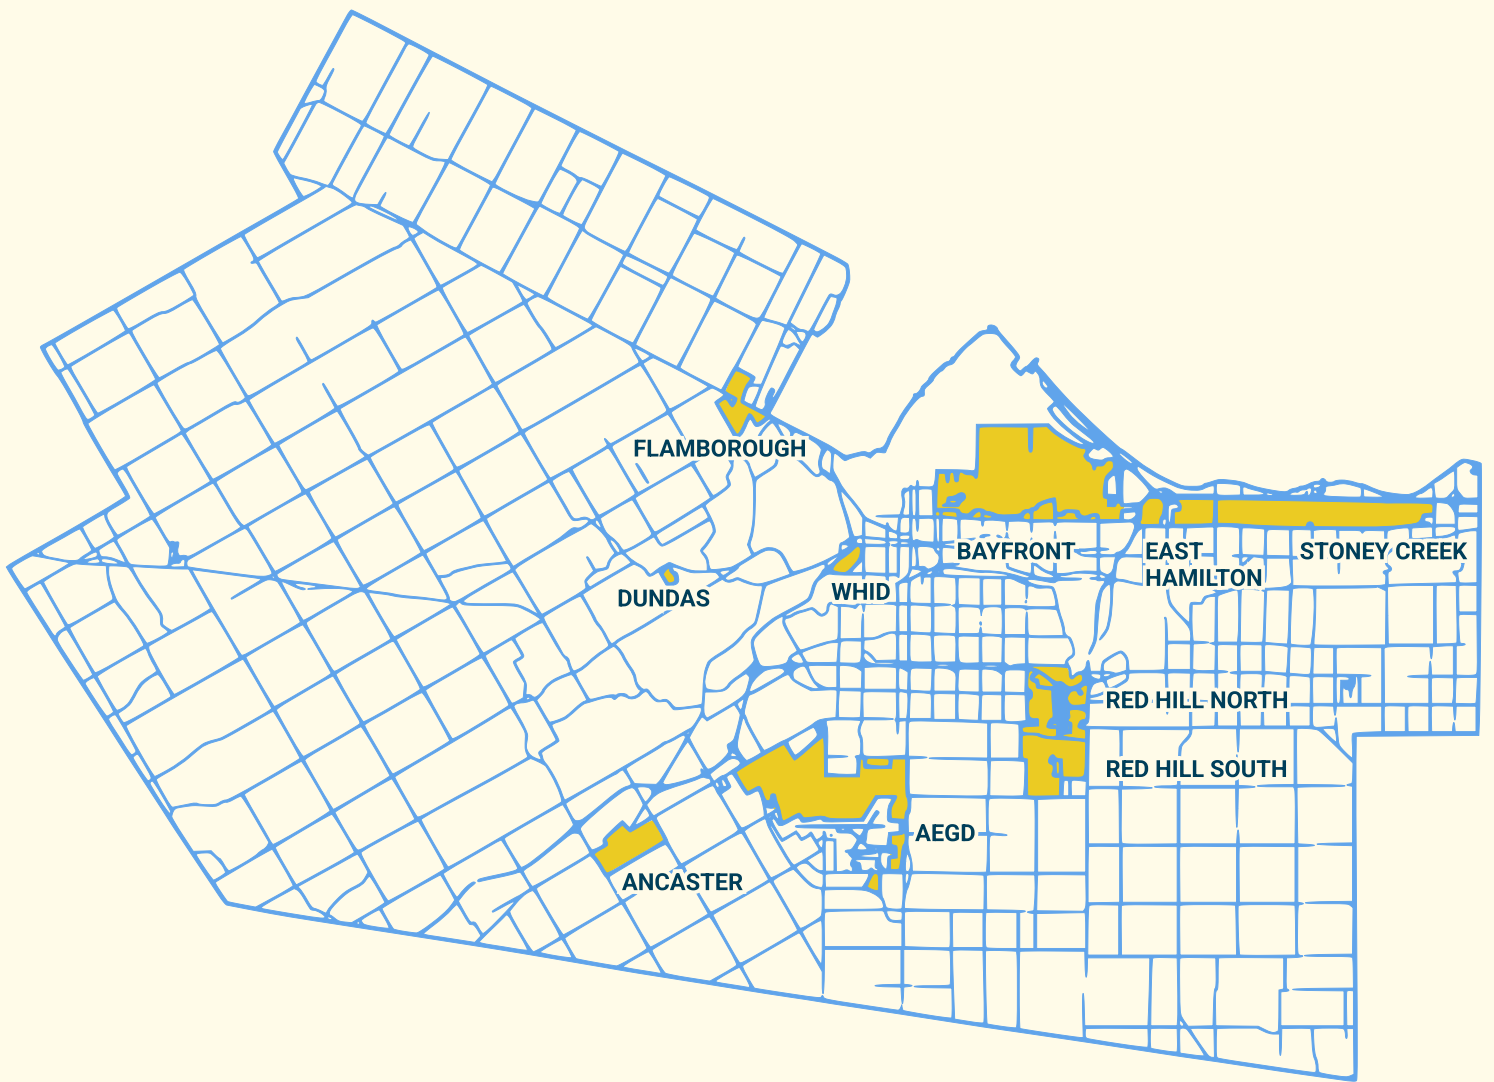 FLAMBOROUGH
BAYFRONT
EAST
HAMILTON
STONEY CREEK
DUNDAS
WHID
RED HILL NORTH
RED HILL SOUTH
AEGD
ANCASTER